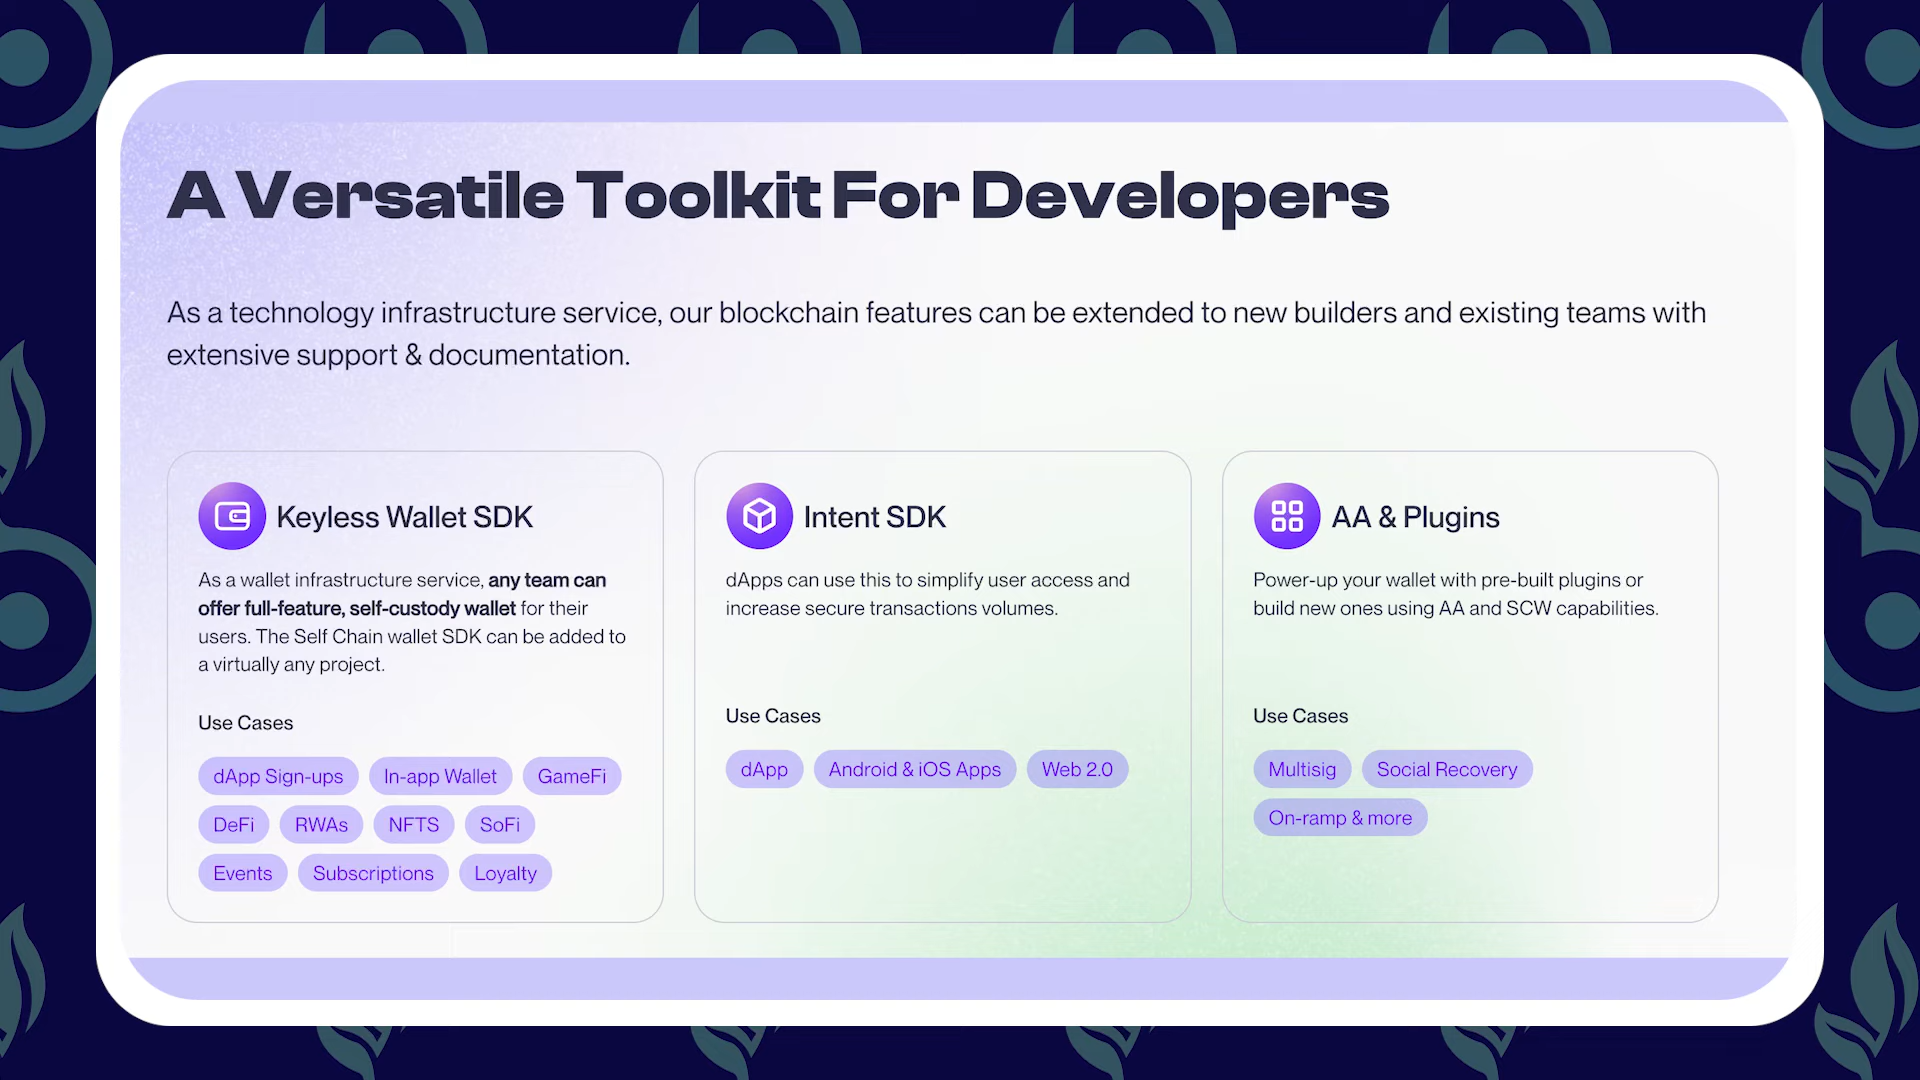 A Versatile Toolkit For Developers
As a technology infrastructure service, our blockchain features can be extended to new builders and existing teams with
extensive support & documentation.
Keyless Wallet SDK
As a wallet infrastructure service, any team can
offer full-feature, self-custody wallet for their
users. The Self Chain wallet SDK can be added to
a virtually any project.
Use Cases
dApp Sign-ups
In-app Wallet
GameFi
DeFi
RWAs
NFTS
SoFi
Events
Subscriptions
Loyalty
Intent SDK
dApps can use this to simplify user access and
increase secure transactions volumes.
Use Cases
dApp
Android & iOS Apps
Web 2.0
AA & Plugins
Power-up your wallet with pre-built plugins or
build new ones using AA and SCW capabilities.
Use Cases
Multisig
Social Recovery
On-ramp & more